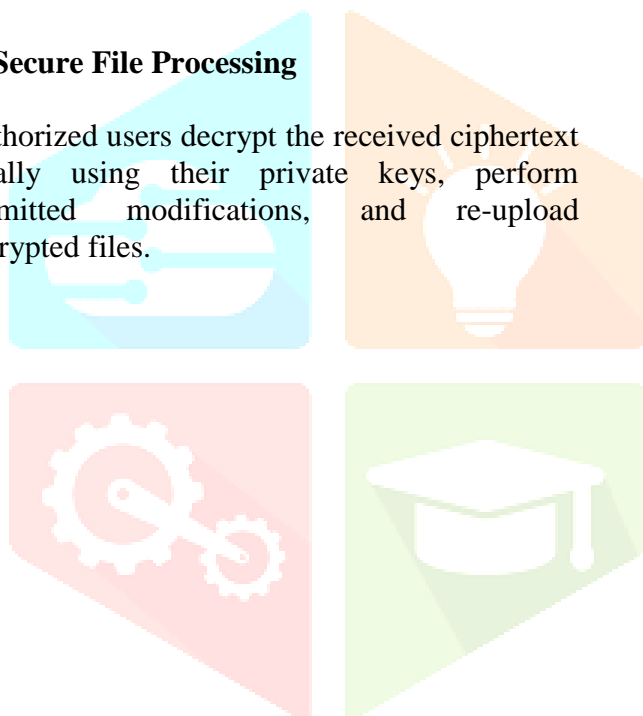 Secure File Processing
thorized users decrypt the received ciphertext
ally using their private keys, perform
mitted modifications, and re-upload
rypted files.